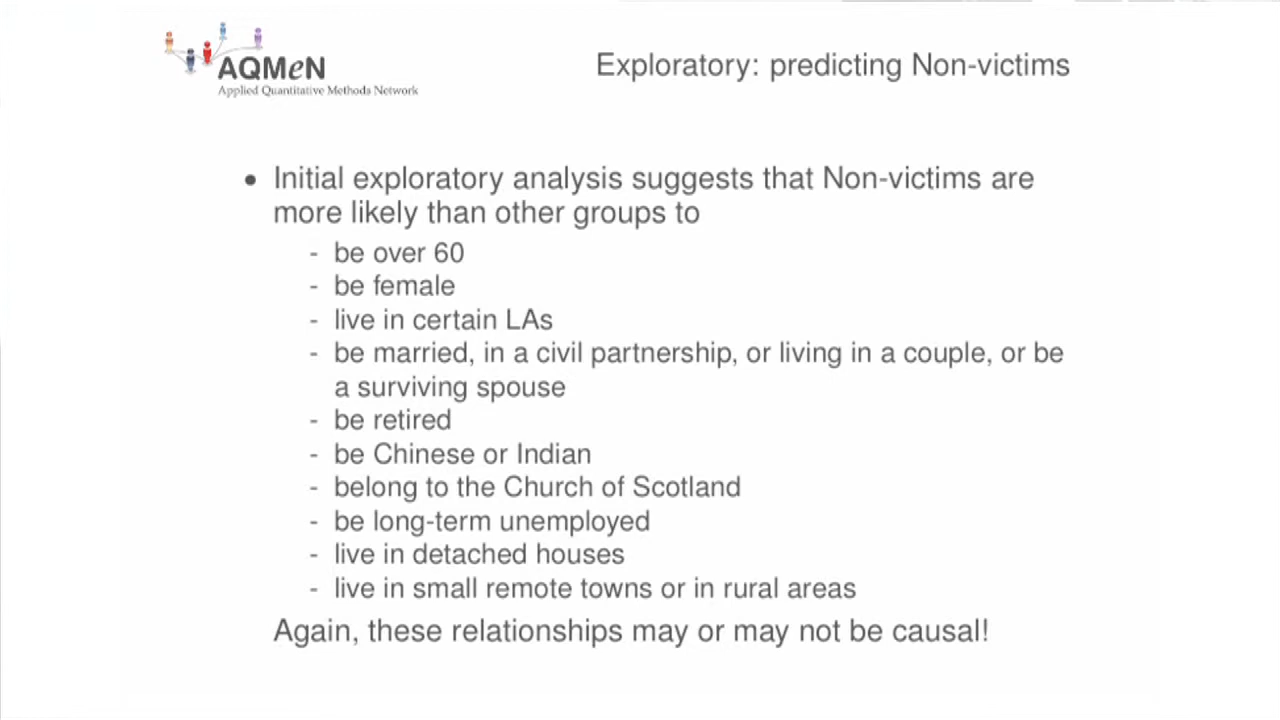 AQMeN
Applied Quantitative Methods Network
Exploratory: predicting Non-victims
• Initial exploratory analysis suggests that Non-victims are
more likely than other groups to
- be over 60
- be female
- live in certain LAs
- be married, in a civil partnership, or living in a couple, or be
a surviving spouse
- be retired
- be Chinese or Indian
- belong to the Church of Scotland
- be long-term unemployed
- live in detached houses
- live in small remote towns or in rural areas
Again, these relationships may or may not be causal!